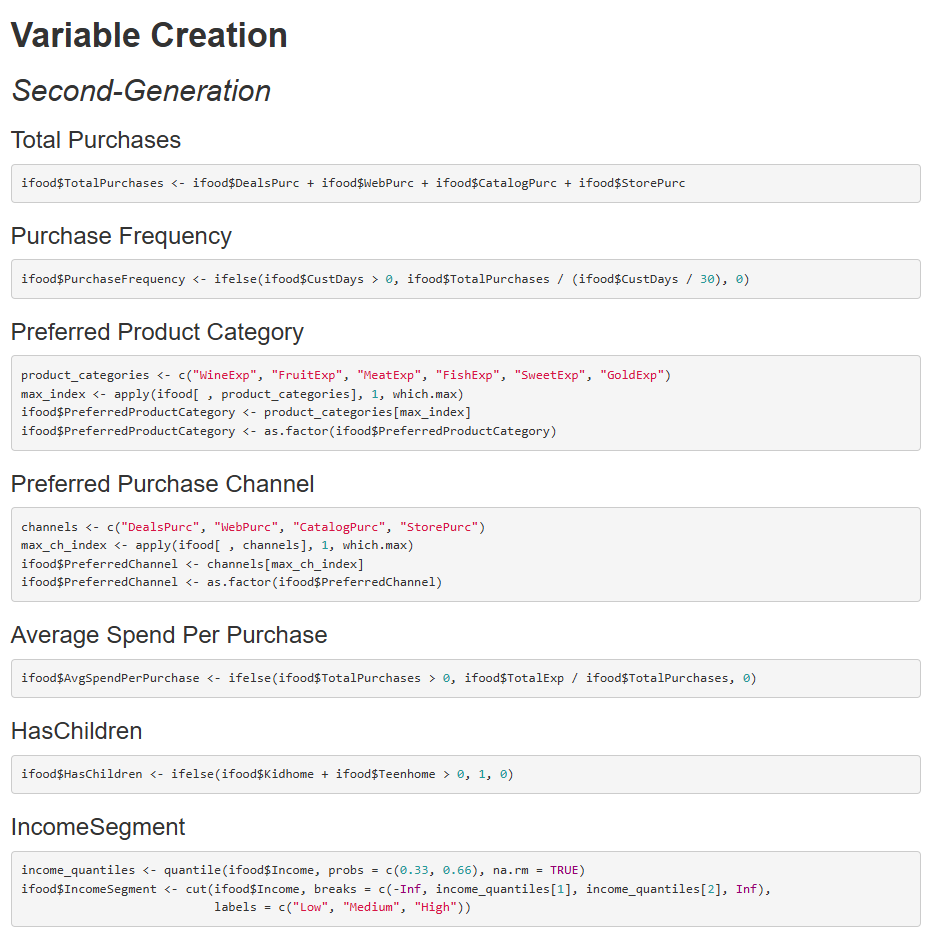 Variable Creation
Second-Generation
Total Purchases
ifood$TotalPurchases <- ifood$DealsPurc + ifood$WebPurc + ifood$CatalogPurc + ifood$StorePurc
Purchase Frequency
ifood$PurchaseFrequency <- ifelse(ifood$CustDays > 0, ifood$TotalPurchases / (ifood$CustDays / 30), 0)
Preferred Product Category
product_categories <- c("WineExp", "FruitExp", "MeatExp", "FishExp", "SweetExp", "GoldExp")
max_index <- apply(ifood[ , product_categories], 1, which.max)
ifood$PreferredProductCategory <- product_categories[max_index]
ifood$PreferredProductCategory <- as.factor(ifood$PreferredProductCategory)
Preferred Purchase Channel
channels <- c("DealsPurc", "WebPurc", "CatalogPurc", "StorePurc")
max_ch_index <- apply(ifood[ , channels], 1, which.max)
ifood$PreferredChannel <- channels[max_ch_index]
ifood$PreferredChannel <- as.factor(ifood$PreferredChannel)
Average Spend Per Purchase
ifood$AvgSpendPerPurchase <- ifelse(ifood$TotalPurchases > 0, ifood$TotalExp / ifood$TotalPurchases, 0)
HasChildren
ifood$HasChildren <- ifelse(ifood$Kidhome + ifood$Teenhome > 0, 1, 0)
IncomeSegment
income_quantiles <- quantile(ifood$Income, probs = c(0.33, 0.66), na.rm = TRUE)
ifood$IncomeSegment <- cut(ifood$Income, breaks = c(-Inf, income_quantiles[1], income_quantiles[2], Inf),
labels = c("Low", "Medium", "High"))